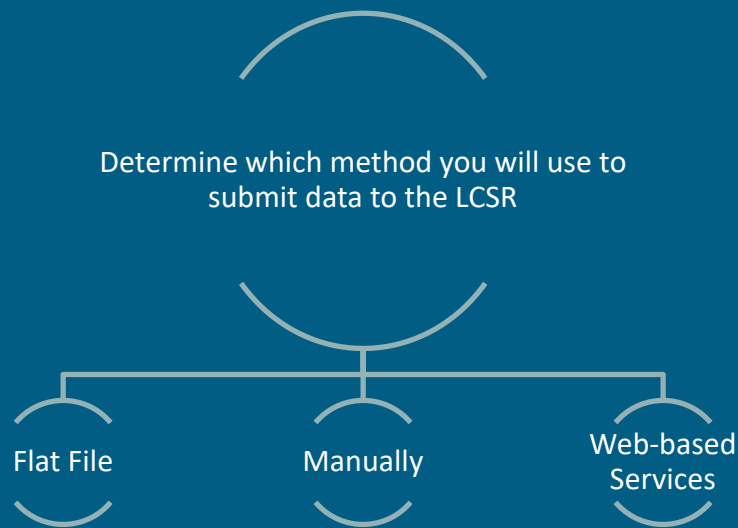 Determine which method you will use to
submit data to the LCSR
Flat File
Manually
Web-based
Services